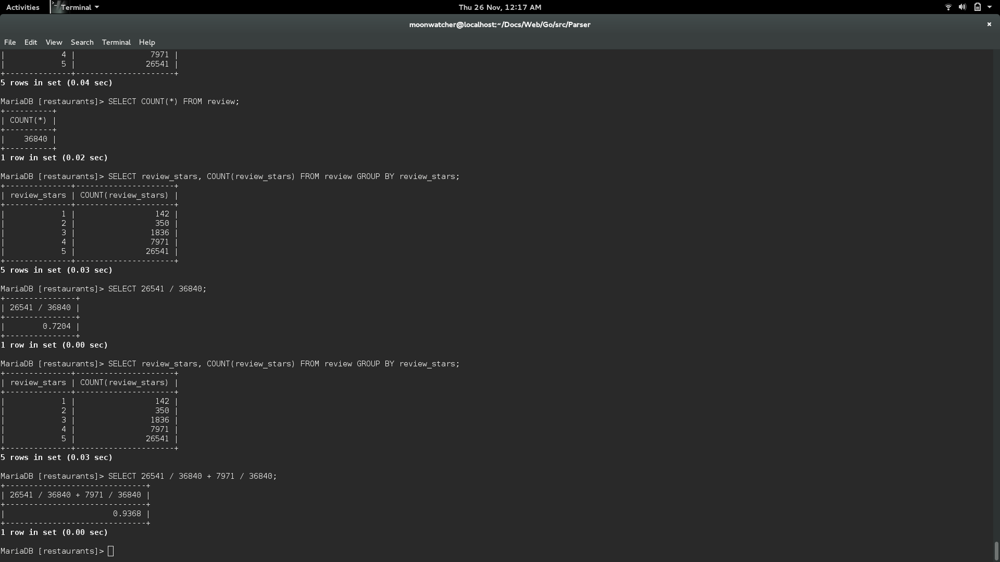 Activities Terminal Thu 26 Nov, 12:17 AM
moonwatcher@localhost:~/Docs/Web/Go/src/Parser ×
File Edit View Search Terminal Help
|            4 |                7971 |
|            5 |               26541 |
+--------------+---------------------+
5 rows in set (0.04 sec)
MariaDB [restaurants]> SELECT COUNT(*) FROM review;
+----------+
| COUNT(*) |
+----------+
|    36840 |
+----------+
1 row in set (0.02 sec)
MariaDB [restaurants]> SELECT review_stars, COUNT(review_stars) FROM review GROUP BY review_stars;
+--------------+---------------------+
| review_stars | COUNT(review_stars) |
+--------------+---------------------+
|            1 |                 142 |
|            2 |                 350 |
|            3 |                1836 |
|            4 |                7971 |
|            5 |               26541 |
+--------------+---------------------+
5 rows in set (0.03 sec)
MariaDB [restaurants]> SELECT 26541 / 36840;
+---------------+
| 26541 / 36840 |
+---------------+
|        0.7204 |
+---------------+
1 row in set (0.00 sec)
MariaDB [restaurants]> SELECT review_stars, COUNT(review_stars) FROM review GROUP BY review_stars;
+--------------+---------------------+
| review_stars | COUNT(review_stars) |
+--------------+---------------------+
|            1 |                 142 |
|            2 |                 350 |
|            3 |                1836 |
|            4 |                7971 |
|            5 |               26541 |
+--------------+---------------------+
5 rows in set (0.03 sec)
MariaDB [restaurants]> SELECT 26541 / 36840 + 7971 / 36840;
+------------------------------+
| 26541 / 36840 + 7971 / 36840 |
+------------------------------+
|                       0.9368 |
+------------------------------+
1 row in set (0.00 sec)
MariaDB [restaurants]>